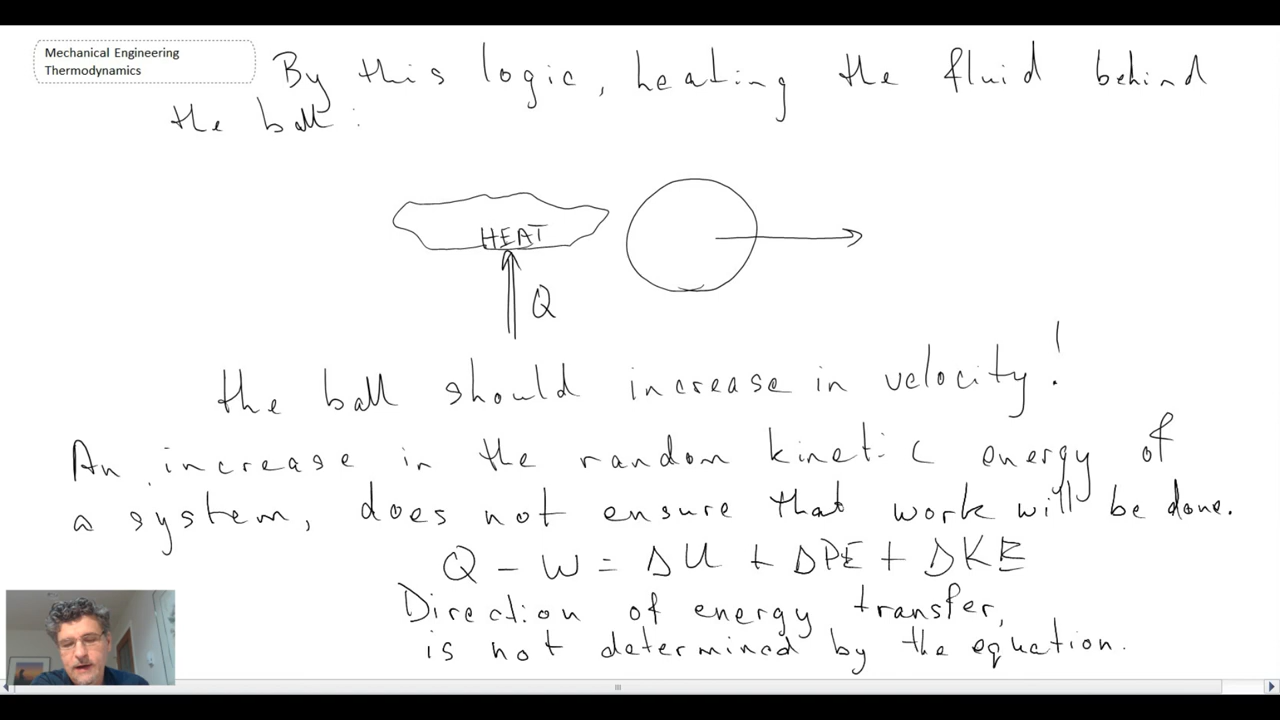 Mechanical Engineering
Thermodynamics
By this logic, heating the fluid behind
the ball:
HEAT
Q
the ball should increase in velocity!
An increase in the random kinetic energy of
a system, does not ensure that work will be done.
Q - W = ΔU + ΔPE + ΔKE
Direction of energy transfer,
is not determined by the equation.